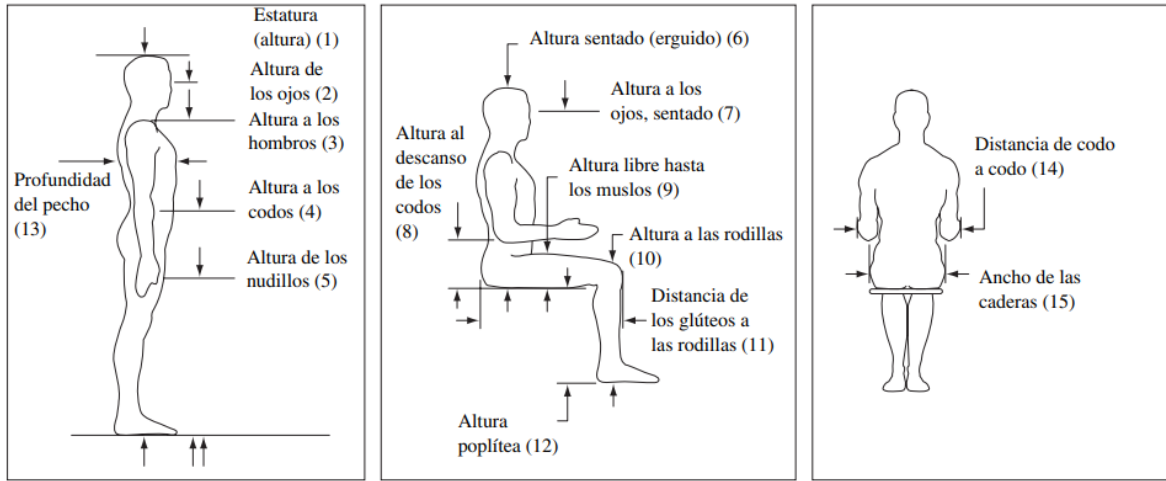 Estatura
(altura) (1)
Altura de
los ojos (2)
Altura a los
hombros (3)
Profundidad
del pecho
(13)
Altura a los
codos (4)
Altura de los
nudillos (5)
Altura sentado (erguido) (6)
Altura a los
ojos, sentado (7)
Altura al
descanso
de los
codos
(8)
Altura libre hasta
los muslos (9)
Altura a las rodillas
(10)
Distancia de
los glúteos a
las rodillas (11)
Altura
poplítea (12)
Distancia de codo
a codo (14)
Ancho de las
caderas (15)